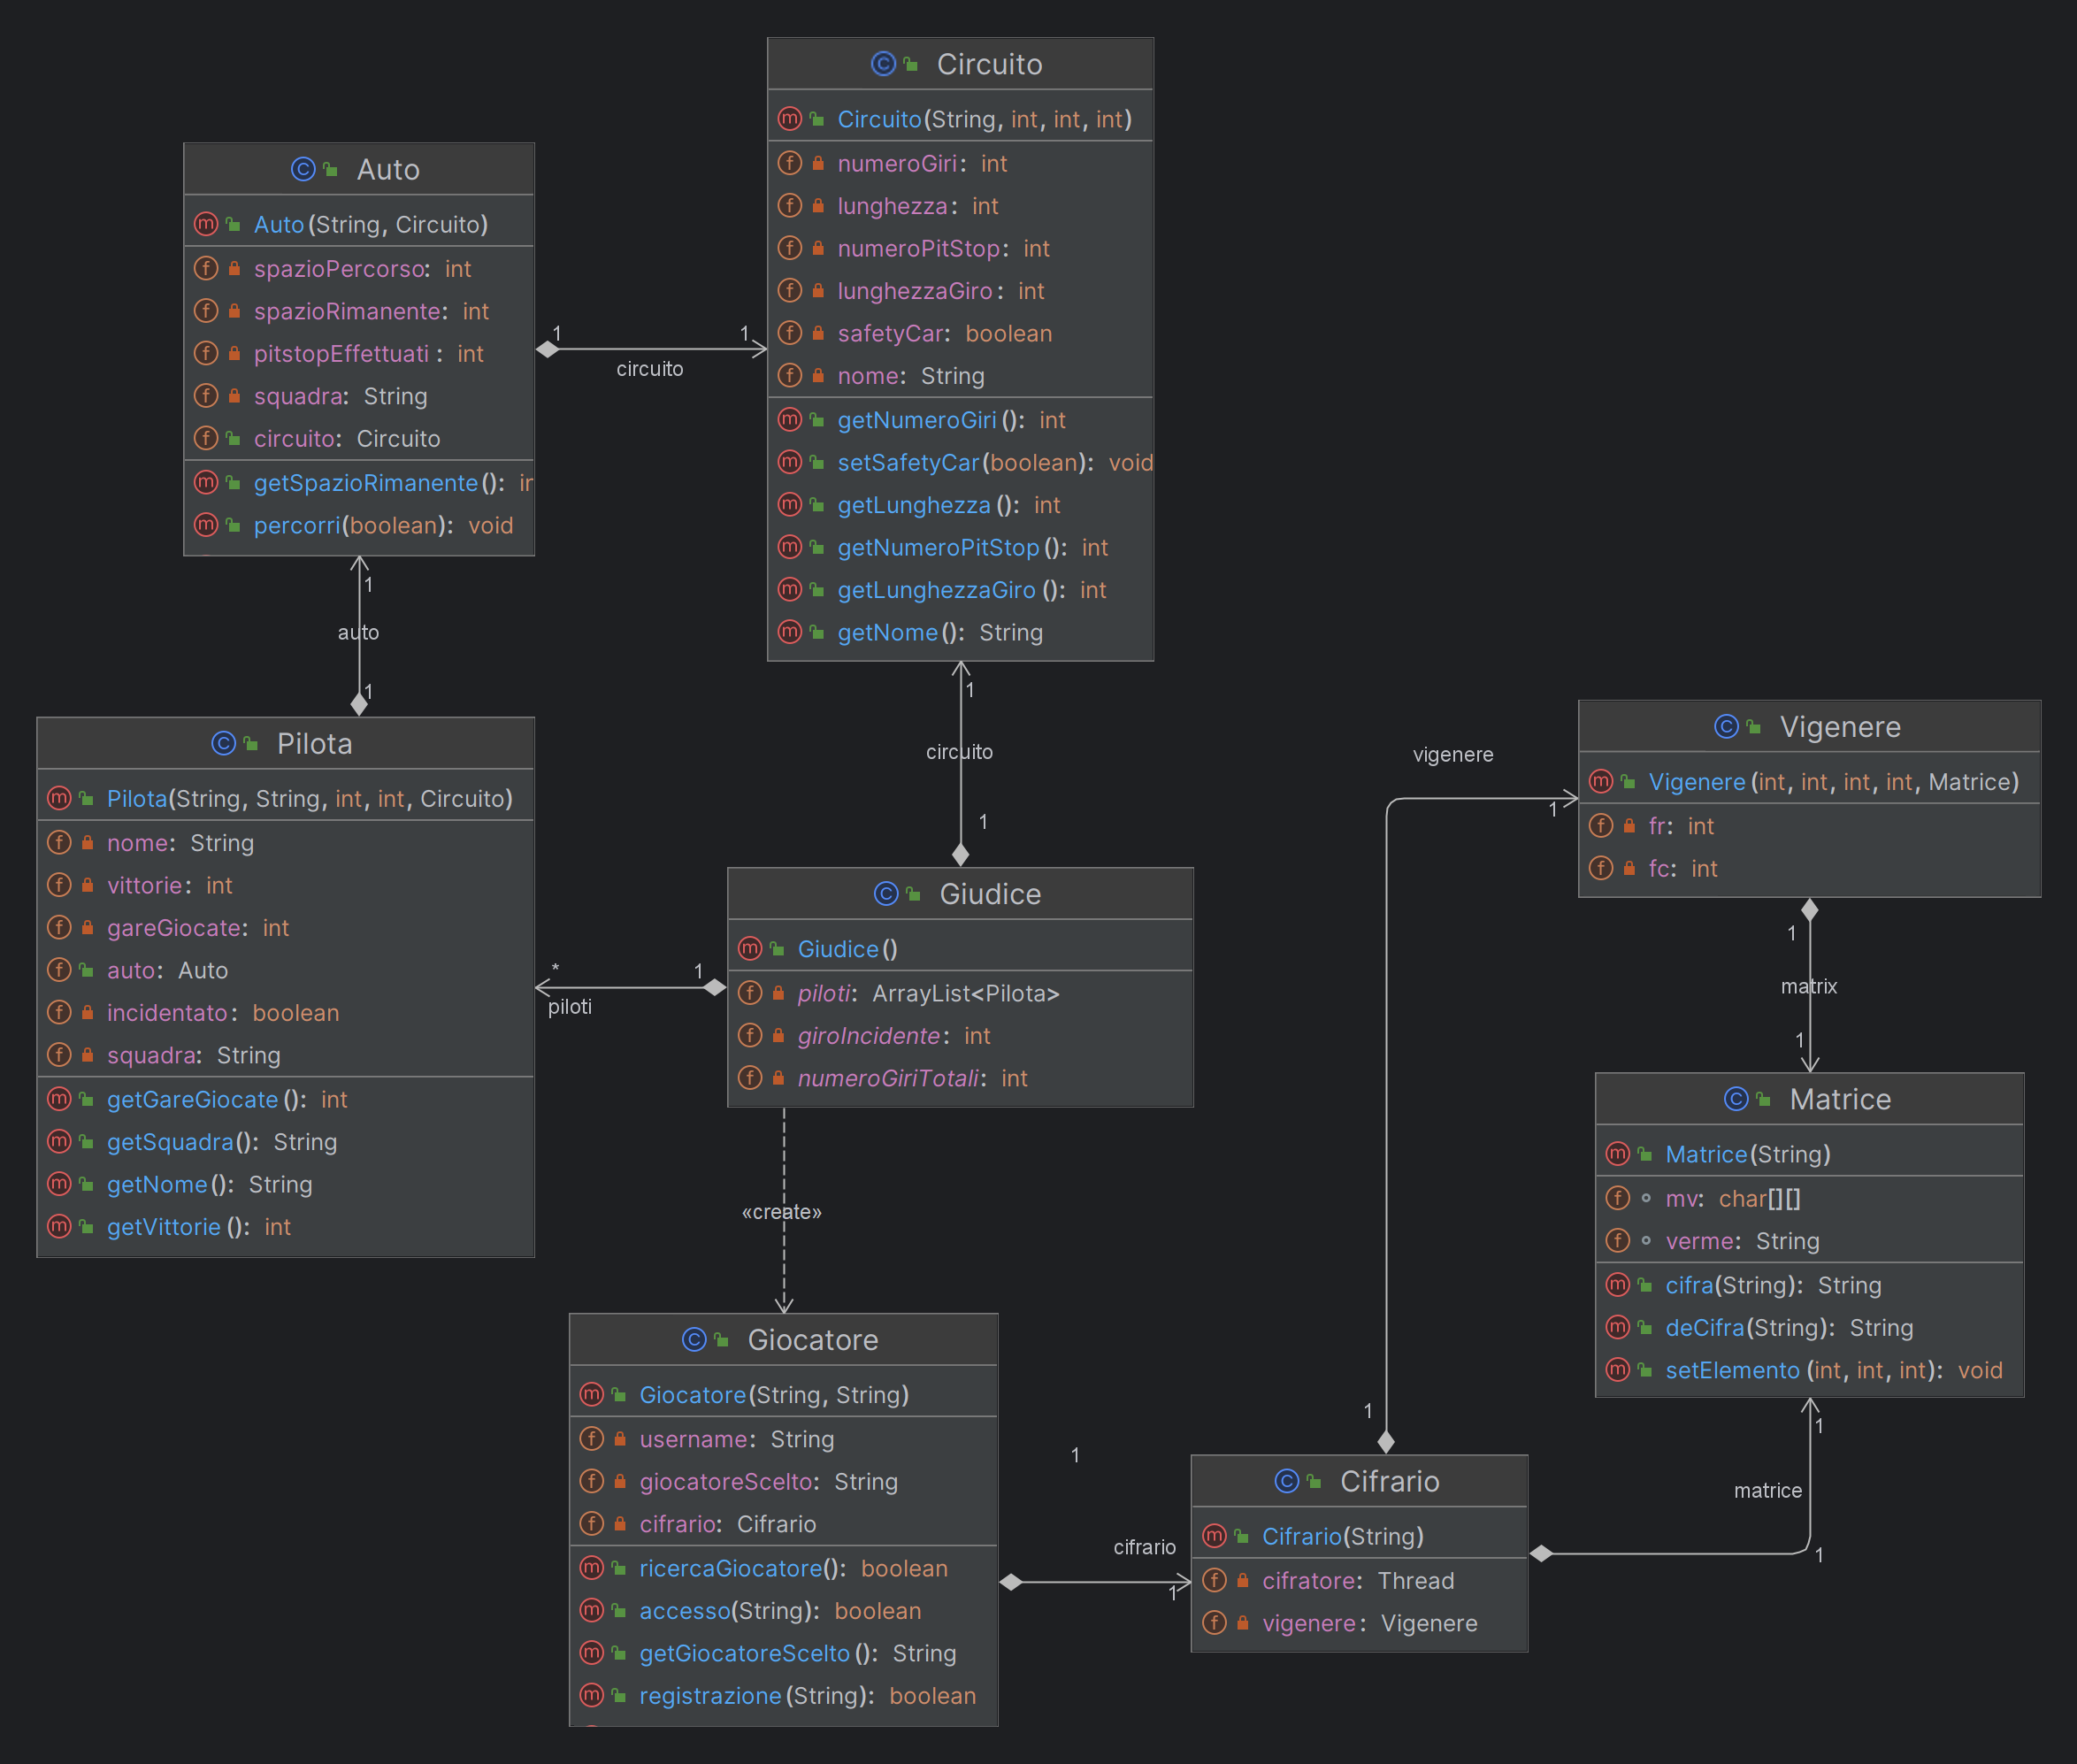 Circuito
Circuito(String, int, int, int)
numeroGiri: int
lunghezza: int
numeroPitStop: int
lunghezzaGiro: int
safetyCar: boolean
nome: String
getNumeroGiri(): int
setSafetyCar(boolean): void
getLunghezza(): int
getNumeroPitStop(): int
getLunghezzaGiro(): int
getNome(): String
Auto
Auto(String, Circuito)
spazioPercorso: int
spazioRimanente: int
pitstopEffettuati: int
squadra: String
circuito: Circuito
getSpazioRimanente(): in
percorri(boolean): void
1
1
circuito
1
auto
1
Pilota
Pilota(String, String, int, int, Circuito)
nome: String
vittorie: int
gareGiocate: int
auto: Auto
incidentato: boolean
squadra: String
getGareGiocate(): int
getSquadra(): String
getNome(): String
getVittorie(): int
1
circuito
1
Giudice
Giudice()
piloti: ArrayList<Pilota>
giroIncidente: int
numeroGiriTotali: int
*
1
piloti
«create»
Giocatore
Giocatore(String, String)
username: String
giocatoreScelto: String
cifrario: Cifrario
ricercaGiocatore(): boolean
accesso(String): boolean
getGiocatoreScelto(): String
registrazione(String): boolean
1
cifrario
1
Cifrario
Cifrario(String)
cifratore: Thread
vigenere: Vigenere
vigenere
1
1
Vigenere
Vigenere(int, int, int, int, Matrice)
fr: int
fc: int
1
matrix
1
Matrice
Matrice(String)
mv: char[][]
verme: String
cifra(String): String
deCifra(String): String
setElemento(int, int, int): void
1
matrice
1